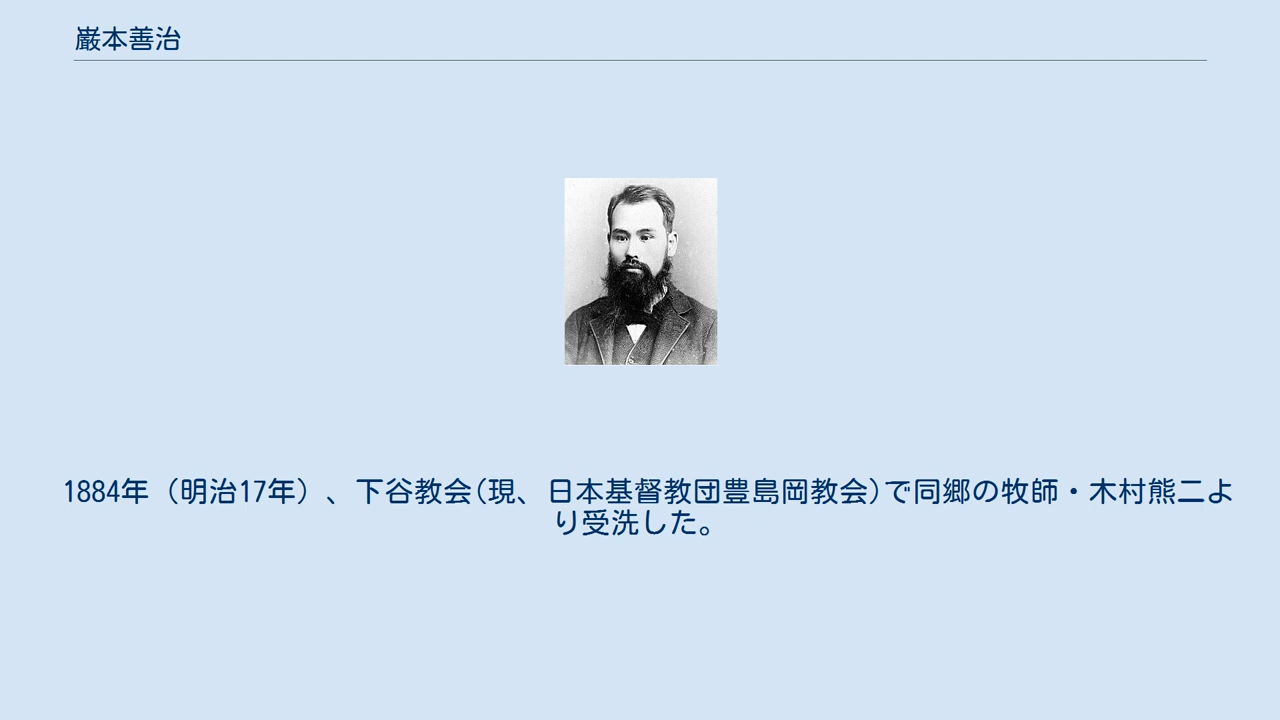 巌本善治
1884年（明治17年）、下谷教会(現、日本基督教団豊島岡教会)で同郷の牧師・木村熊二よ
り受洗した。